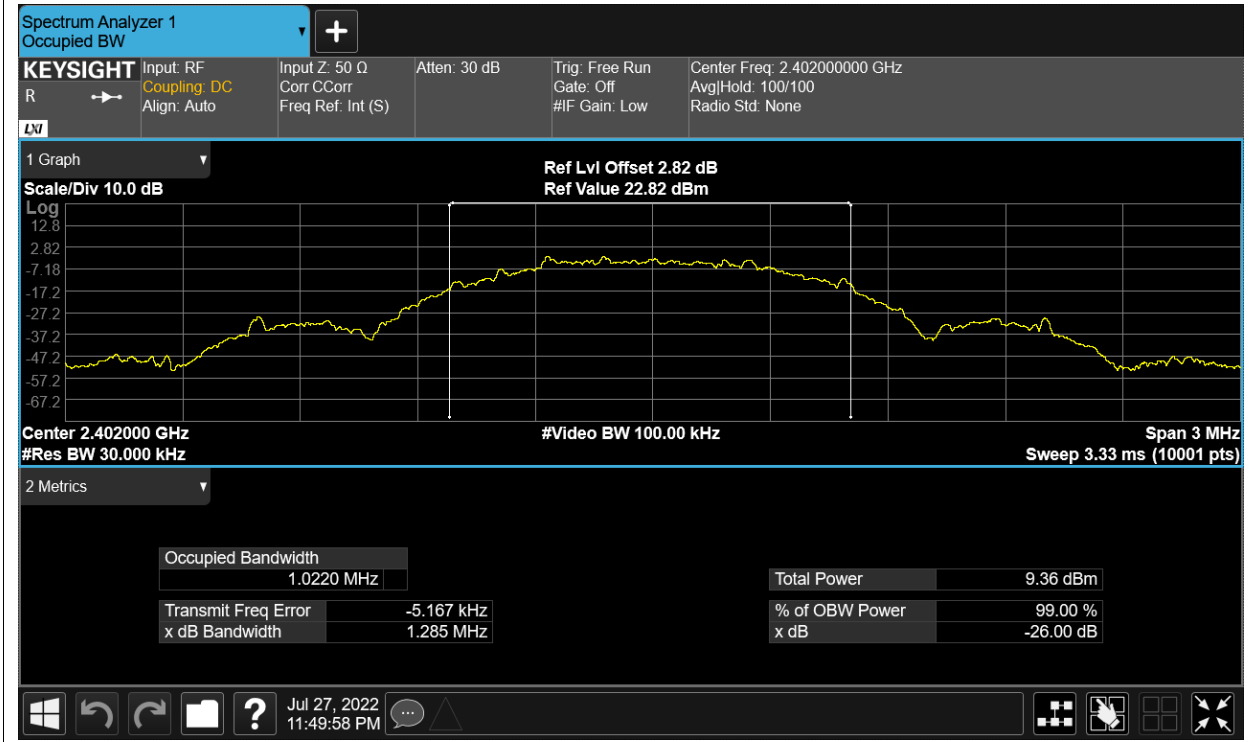 Spectrum Analyzer 1
Occupied BW
KEYSIGHT
R
LXI
Input: RF
Coupling: DC
Align: Auto
Input Z: 50 Ω
Corr CCorr
Freq Ref: Int (S)
Atten: 30 dB
Trig: Free Run
Gate: Off
#IF Gain: Low
Center Freq: 2.402000000 GHz
Avg|Hold: 100/100
Radio Std: None
1 Graph
Scale/Div 10.0 dB
Ref Lvl Offset 2.82 dB
Ref Value 22.82 dBm
Log
12.8
2.82
-7.18
-17.2
-27.2
-37.2
-47.2
-57.2
-67.2
Center 2.402000 GHz
#Res BW 30.000 kHz
#Video BW 100.00 kHz
Span 3 MHz
Sweep 3.33 ms (10001 pts)
2 Metrics
Occupied Bandwidth
1.0220 MHz
Transmit Freq Error -5.167 kHz
x dB Bandwidth 1.285 MHz
Total Power 9.36 dBm
% of OBW Power 99.00 %
x dB -26.00 dB
?
Jul 27, 2022
11:49:58 PM